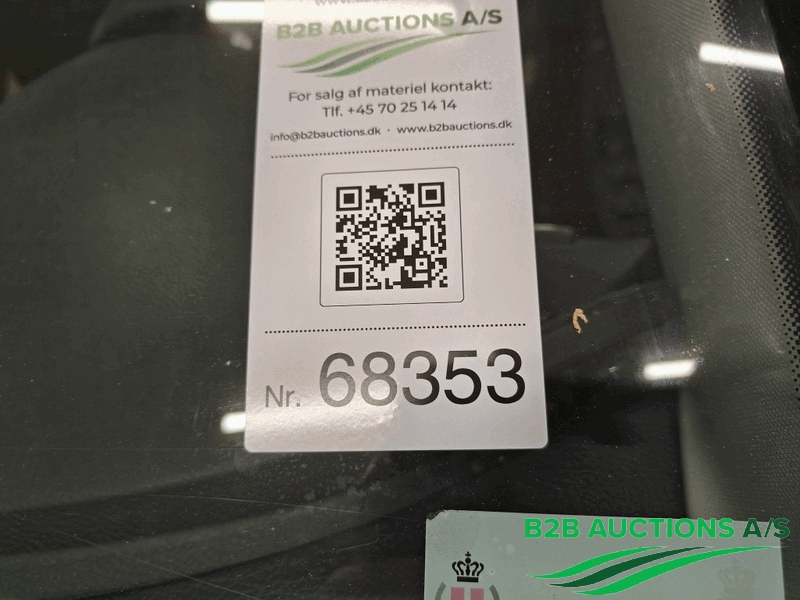 B2B AUCTIONS A/S
For salg af materiel kontakt:
Tlf. +45 70 25 14 14
info@b2bauctions.dk · www.b2bauctions.dk
Nr. 68353
B2B AUCTIONS A/S